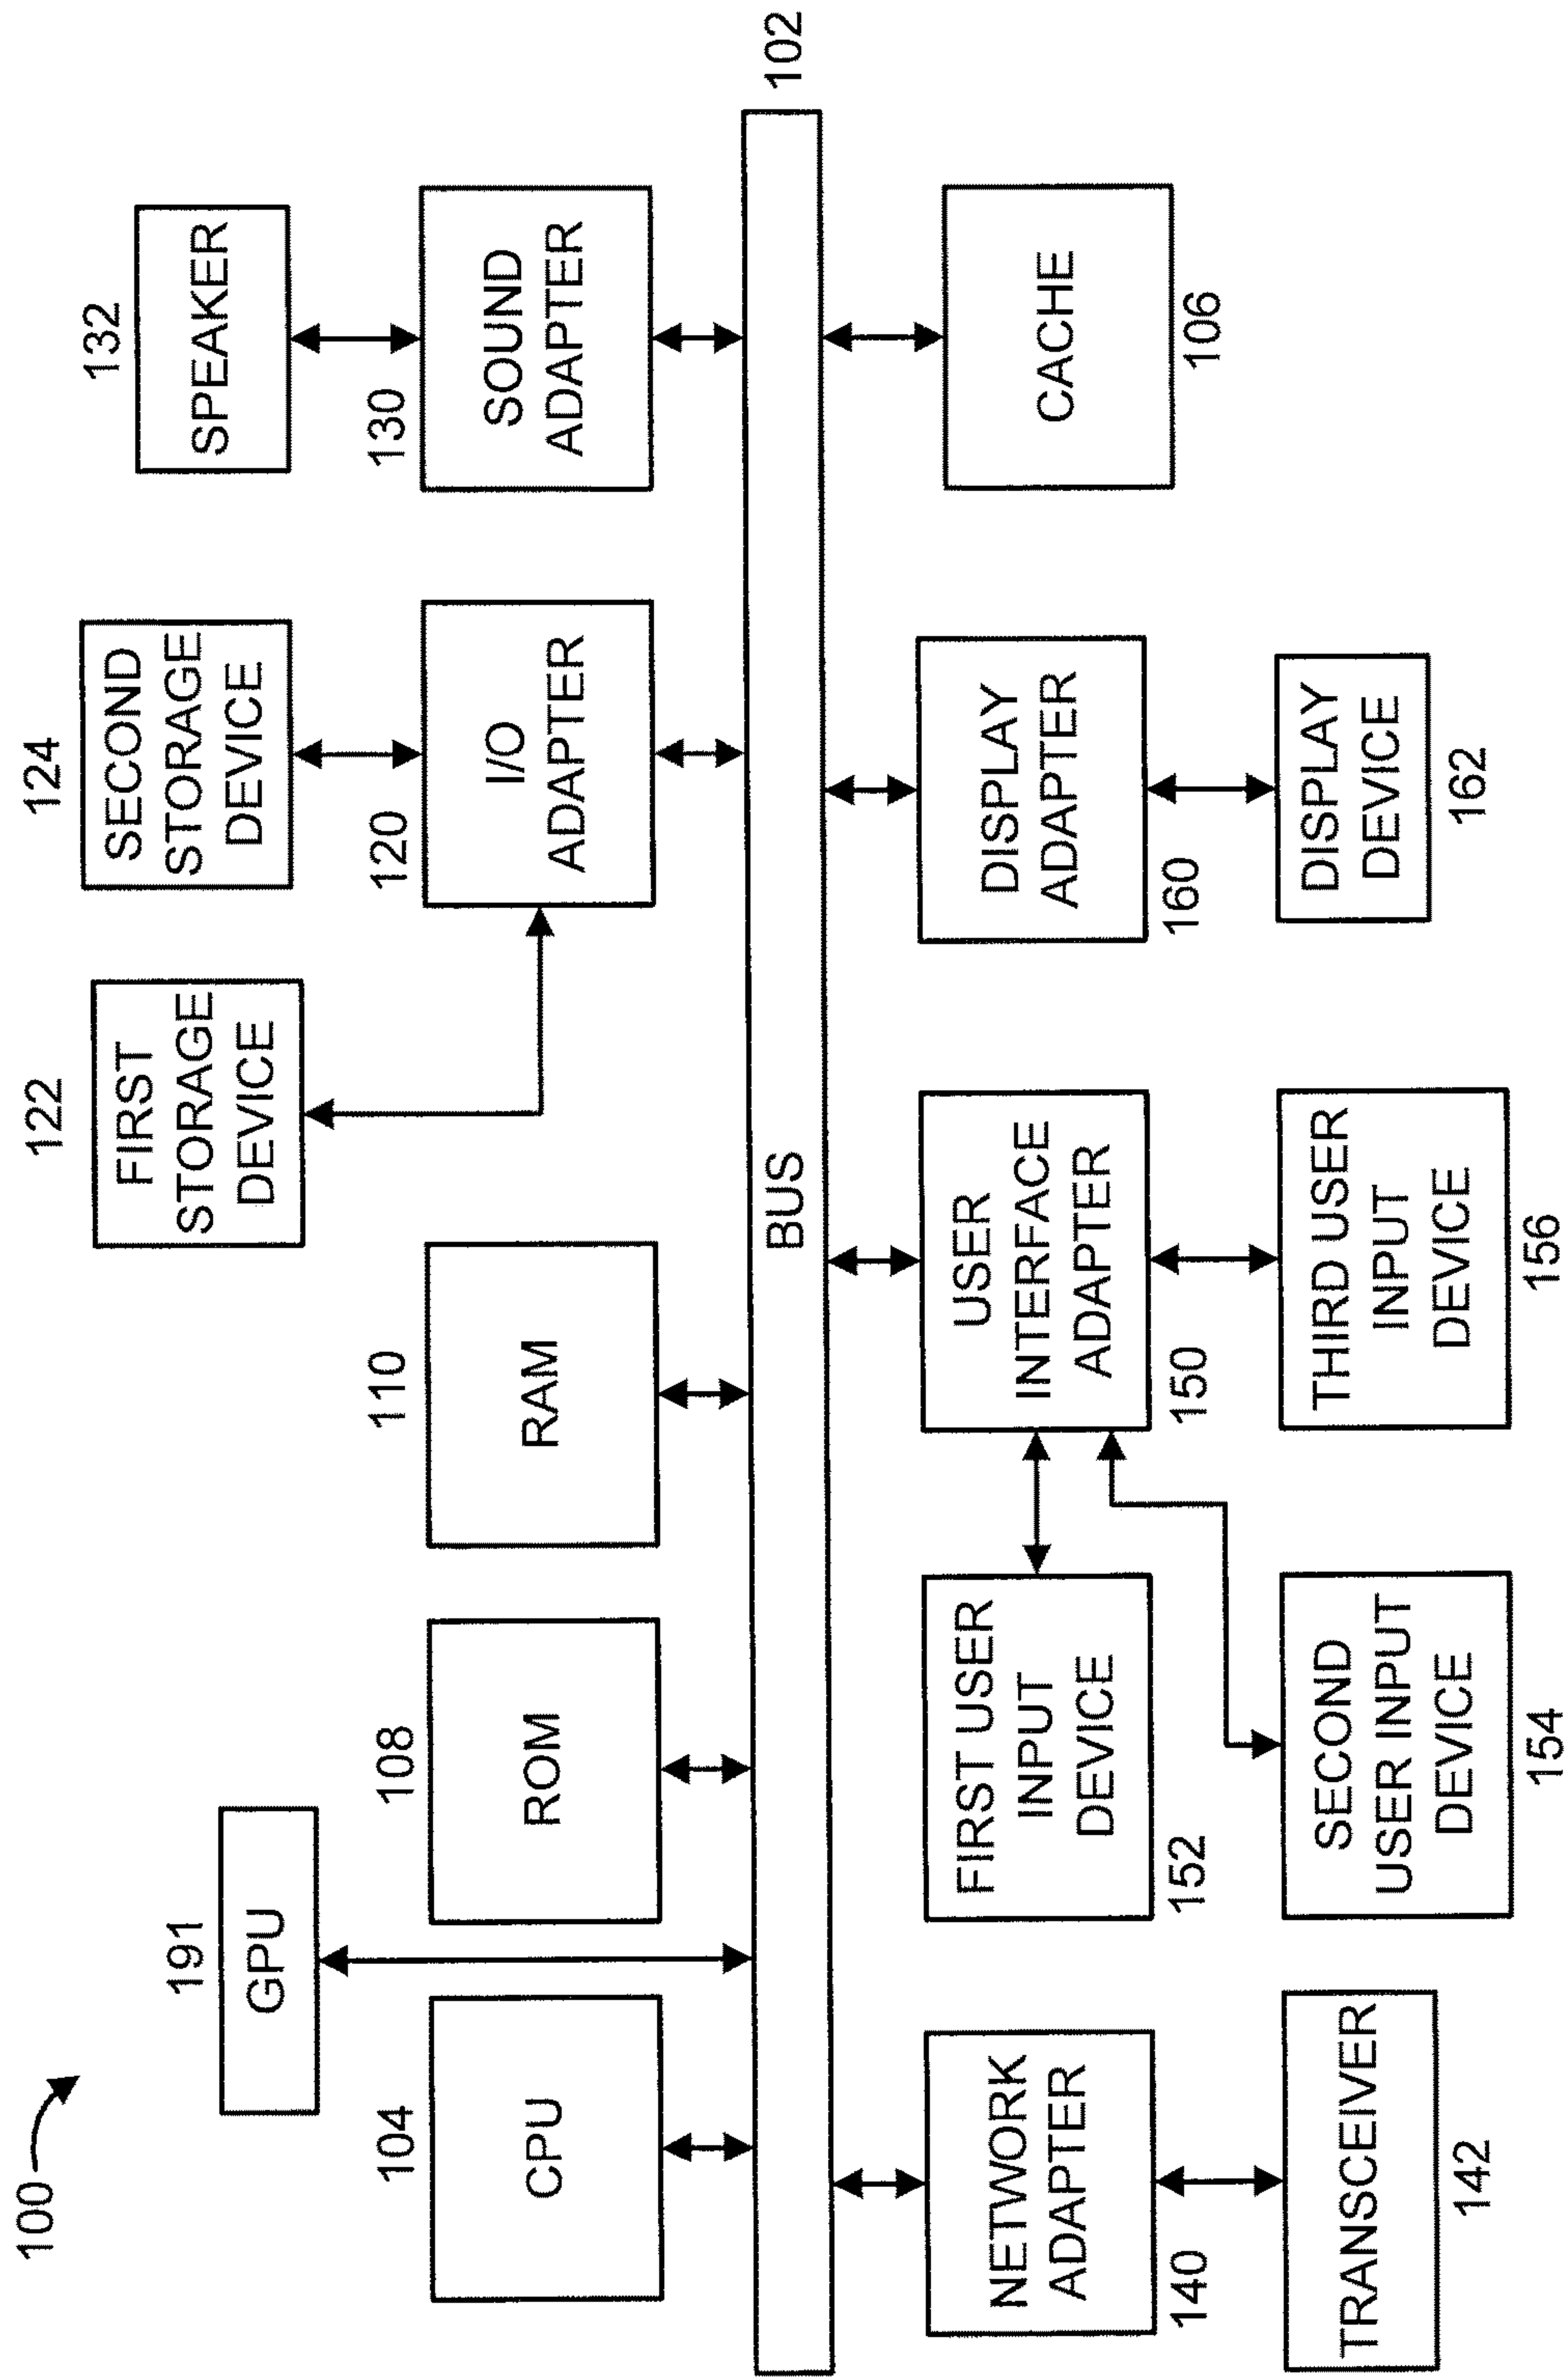 100
104
CPU
191
GPU
108
ROM
110
RAM
122
FIRST
STORAGE
DEVICE
124
SECOND
STORAGE
DEVICE
120
I/O
ADAPTER
132
SPEAKER
130
SOUND
ADAPTER
BUS
102
NETWORK
ADAPTER
140
TRANSCEIVER
142
FIRST USER
INPUT
DEVICE
152
SECOND
USER INPUT
DEVICE
154
USER
INTERFACE
ADAPTER
150
THIRD USER
INPUT
DEVICE
156
DISPLAY
ADAPTER
160
DISPLAY
DEVICE
162
CACHE
106